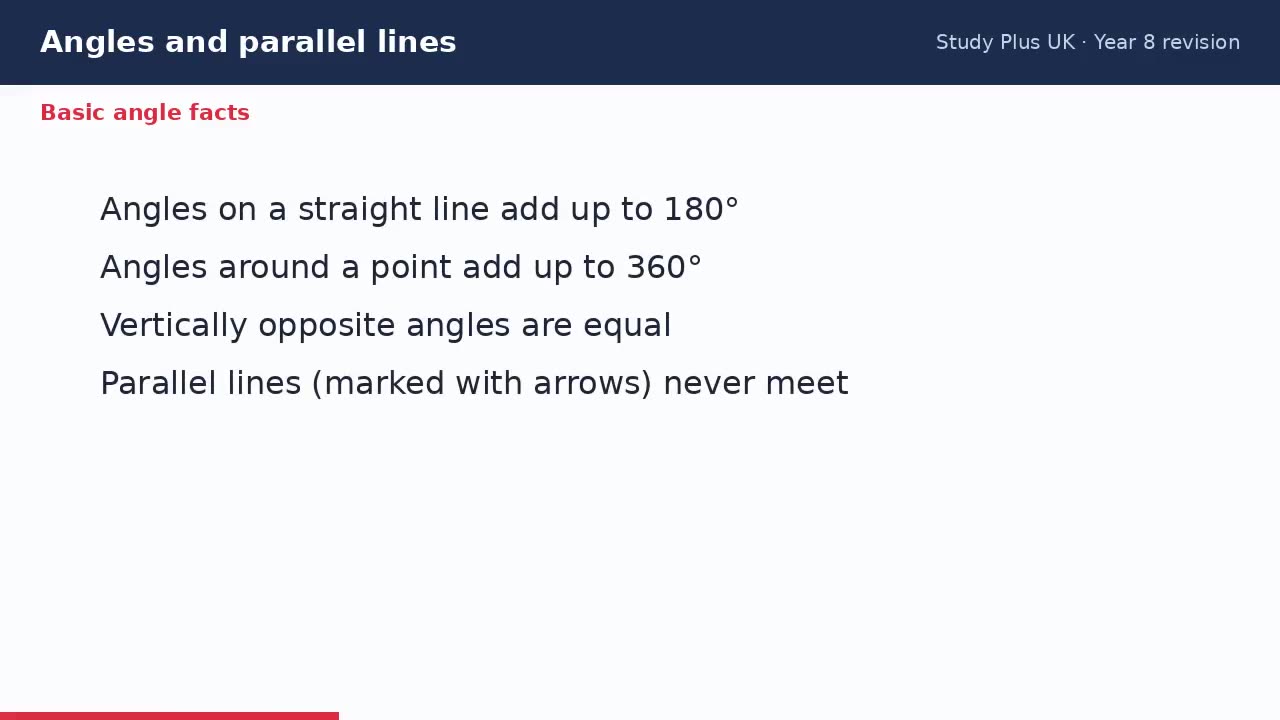 Angles and parallel lines
Study Plus UK · Year 8 revision
Basic angle facts
Angles on a straight line add up to 180°
Angles around a point add up to 360°
Vertically opposite angles are equal
Parallel lines (marked with arrows) never meet